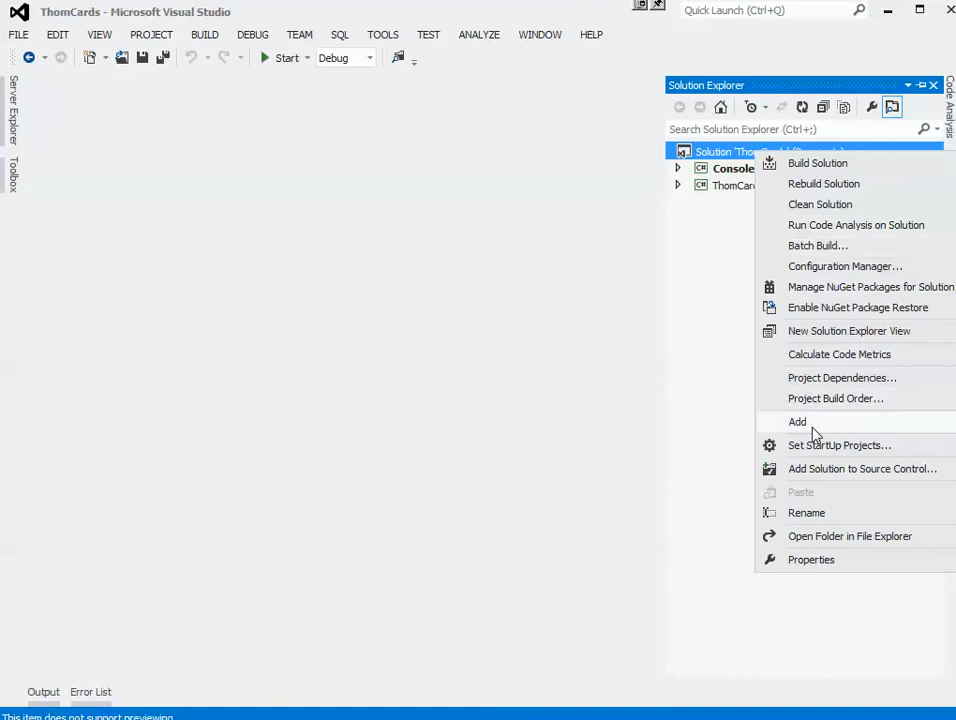 ThomCards - Microsoft Visual Studio
Quick Launch (Ctrl+Q)
FILE EDIT VIEW PROJECT BUILD DEBUG TEAM SQL TOOLS TEST ANALYZE WINDOW HELP
Start Debug
Server Explorer
Toolbox
Solution Explorer
Code Analysis
Search Solution Explorer (Ctrl+;)
Solution
Console
ThomCard
Build Solution
Rebuild Solution
Clean Solution
Run Code Analysis on Solution
Batch Build...
Configuration Manager...
Manage NuGet Packages for Solution
Enable NuGet Package Restore
New Solution Explorer View
Calculate Code Metrics
Project Dependencies...
Project Build Order...
Add
Set StartUp Projects...
Add Solution to Source Control...
Paste
Rename
Open Folder in File Explorer
Properties
Output Error List
This item does not support previewing